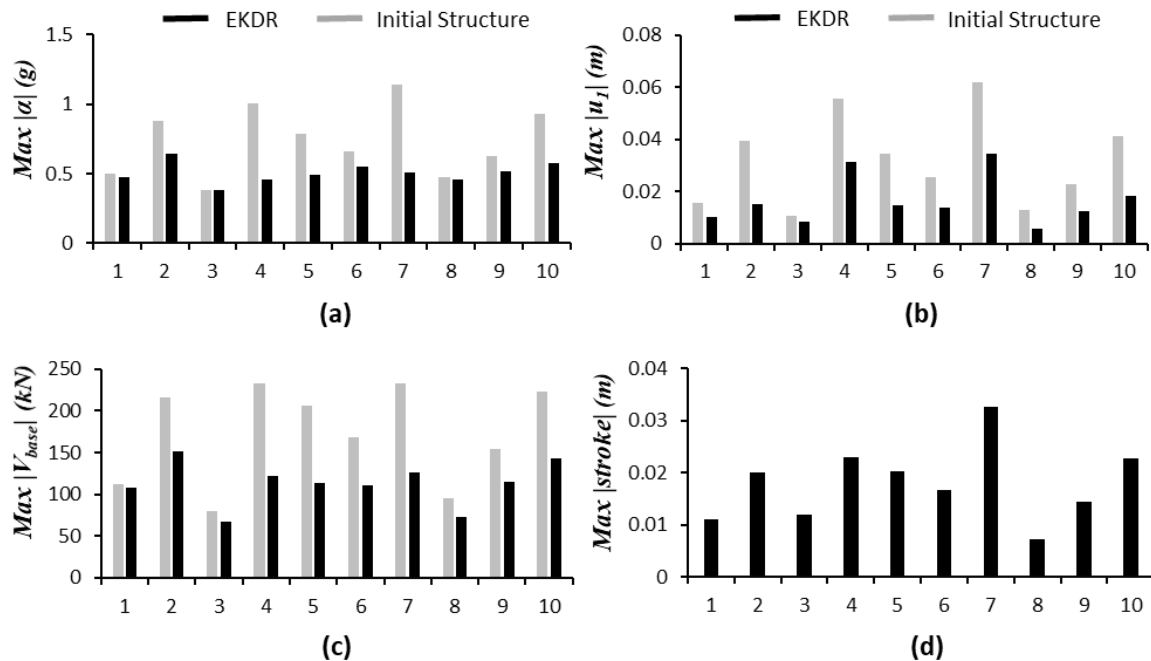 EKDR Initial Structure
Max |α| (g)
1.5
1
0.5
0
1 2 3 4 5 6 7 8 9 10
(a)
EKDR Initial Structure
Max |u1| (m)
0.08
0.06
0.04
0.02
0
1 2 3 4 5 6 7 8 9 10
(b)
Max |Vbase| (kN)
250
200
150
100
50
0
1 2 3 4 5 6 7 8 9 10
(c)
Max |stroke| (m)
0.04
0.03
0.02
0.01
0
1 2 3 4 5 6 7 8 9 10
(d)